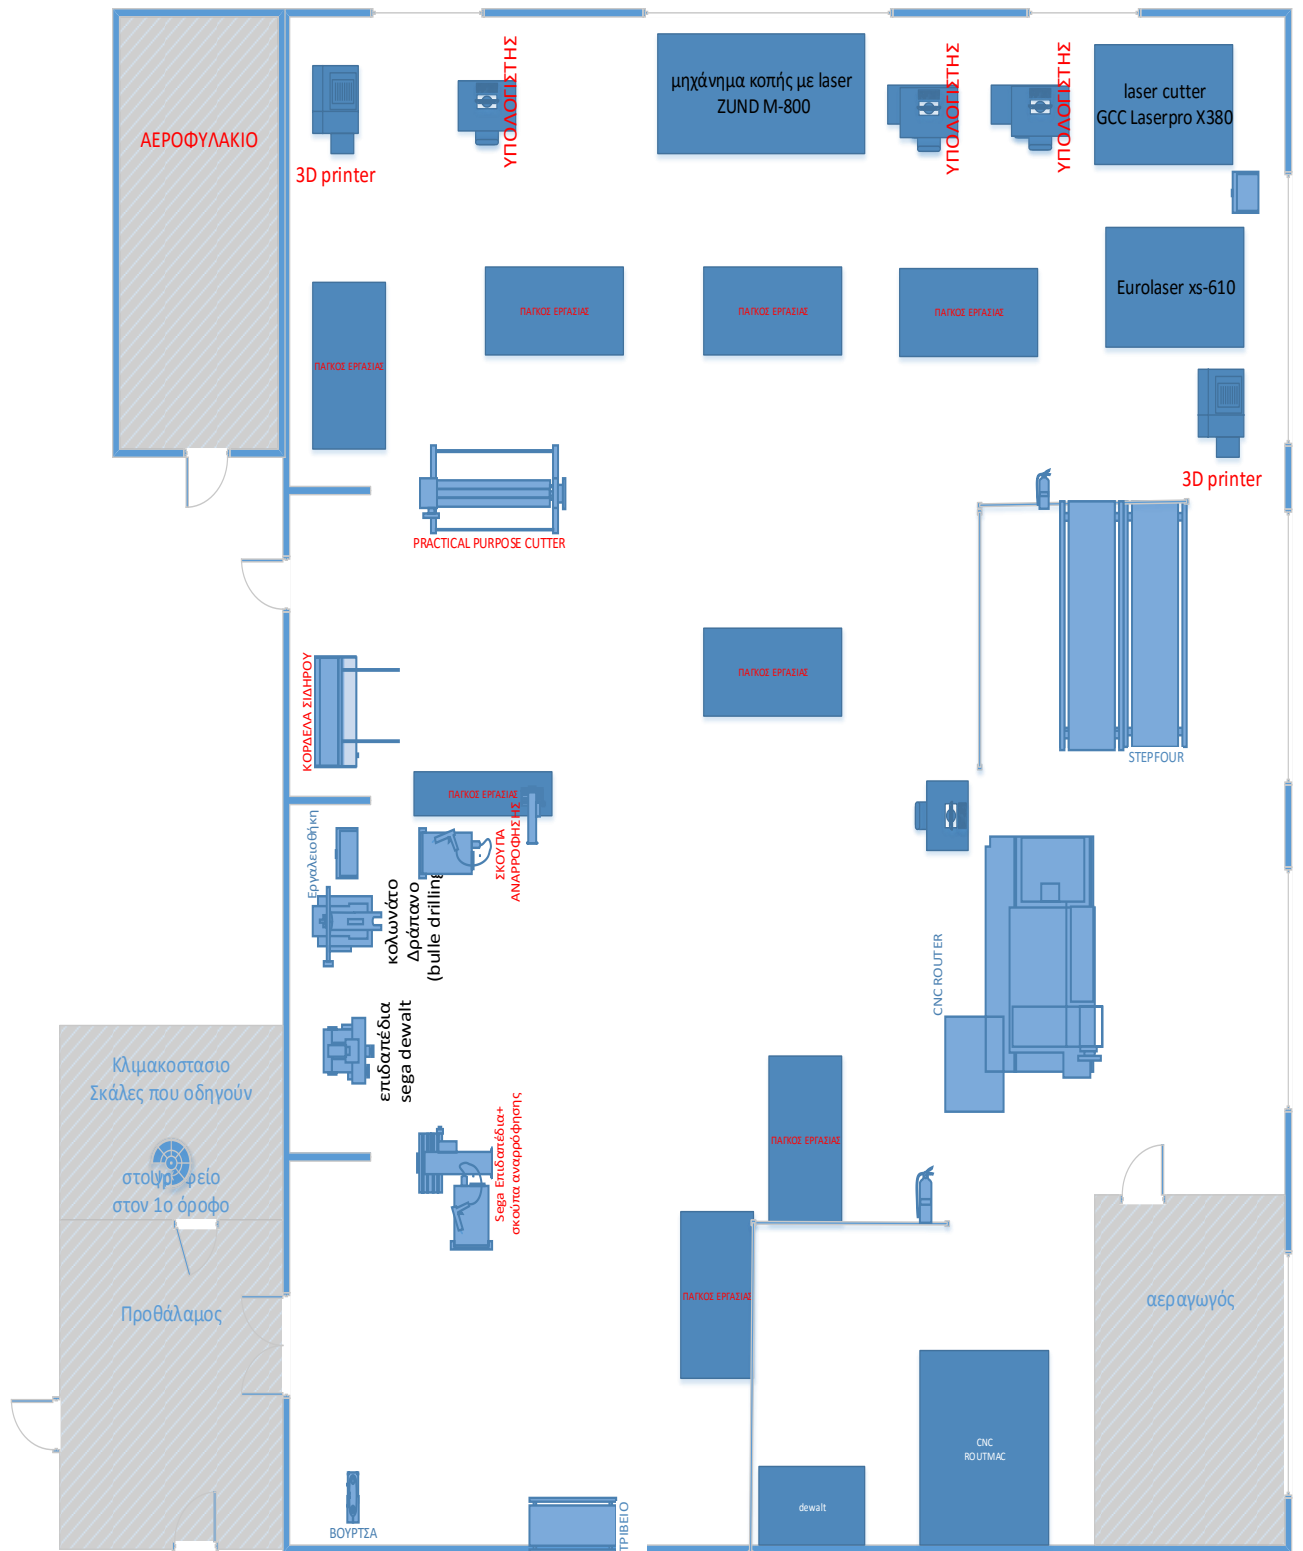 μηχάνημα κοπής με laser
ZUND M-800
laser cutter
GCC Laserpro X380
ΑΕΡΟΦΥΛΑΚΙΟ
3D printer
ΥΠΟΛΟΓΙΣΤΗΣ
ΥΠΟΛΟΓΙΣΤΗΣ
ΥΠΟΛΟΓΙΣΤΗΣ
Eurolaser xs-610
ΠΑΓΚΟΣ ΕΡΓΑΣΙΑΣ
ΠΑΓΚΟΣ ΕΡΓΑΣΙΑΣ
ΠΑΓΚΟΣ ΕΡΓΑΣΙΑΣ
ΠΑΓΚΟΣ ΕΡΓΑΣΙΑΣ
3D printer
PRACTICAL PURPOSE CUTTER
ΠΑΓΚΟΣ ΕΡΓΑΣΙΑΣ
ΚΟΡΔΕΛΑ ΣΙΔΗΡΟΥ
STEPFOUR
ΠΑΓΚΟΣ ΕΡΓΑΣΙΑΣ
Εργαλειοθήκη
ΣΚΟΥΠΑ
ΑΝΑΡΡΟΦΗΣΗΣ
κολωνάτο
Δράπανο
(bulle drilling
CNC ROUTER
επιδαπέδια
sega dewalt
Κλιμακοστασιο
Σκάλες που οδηγούν
στον 1ο όροφο
Sega Επιδαπέδια+
σκούπα αναρρόφησης
ΠΑΓΚΟΣ ΕΡΓΑΣΙΑΣ
ΠΑΓΚΟΣ ΕΡΓΑΣΙΑΣ
Προθάλαμος
αεραγωγός
CNC
ROUTMAC
dewalt
ΒΟΥΡΤΣΑ
ΤΡΙΒΕΙΟ